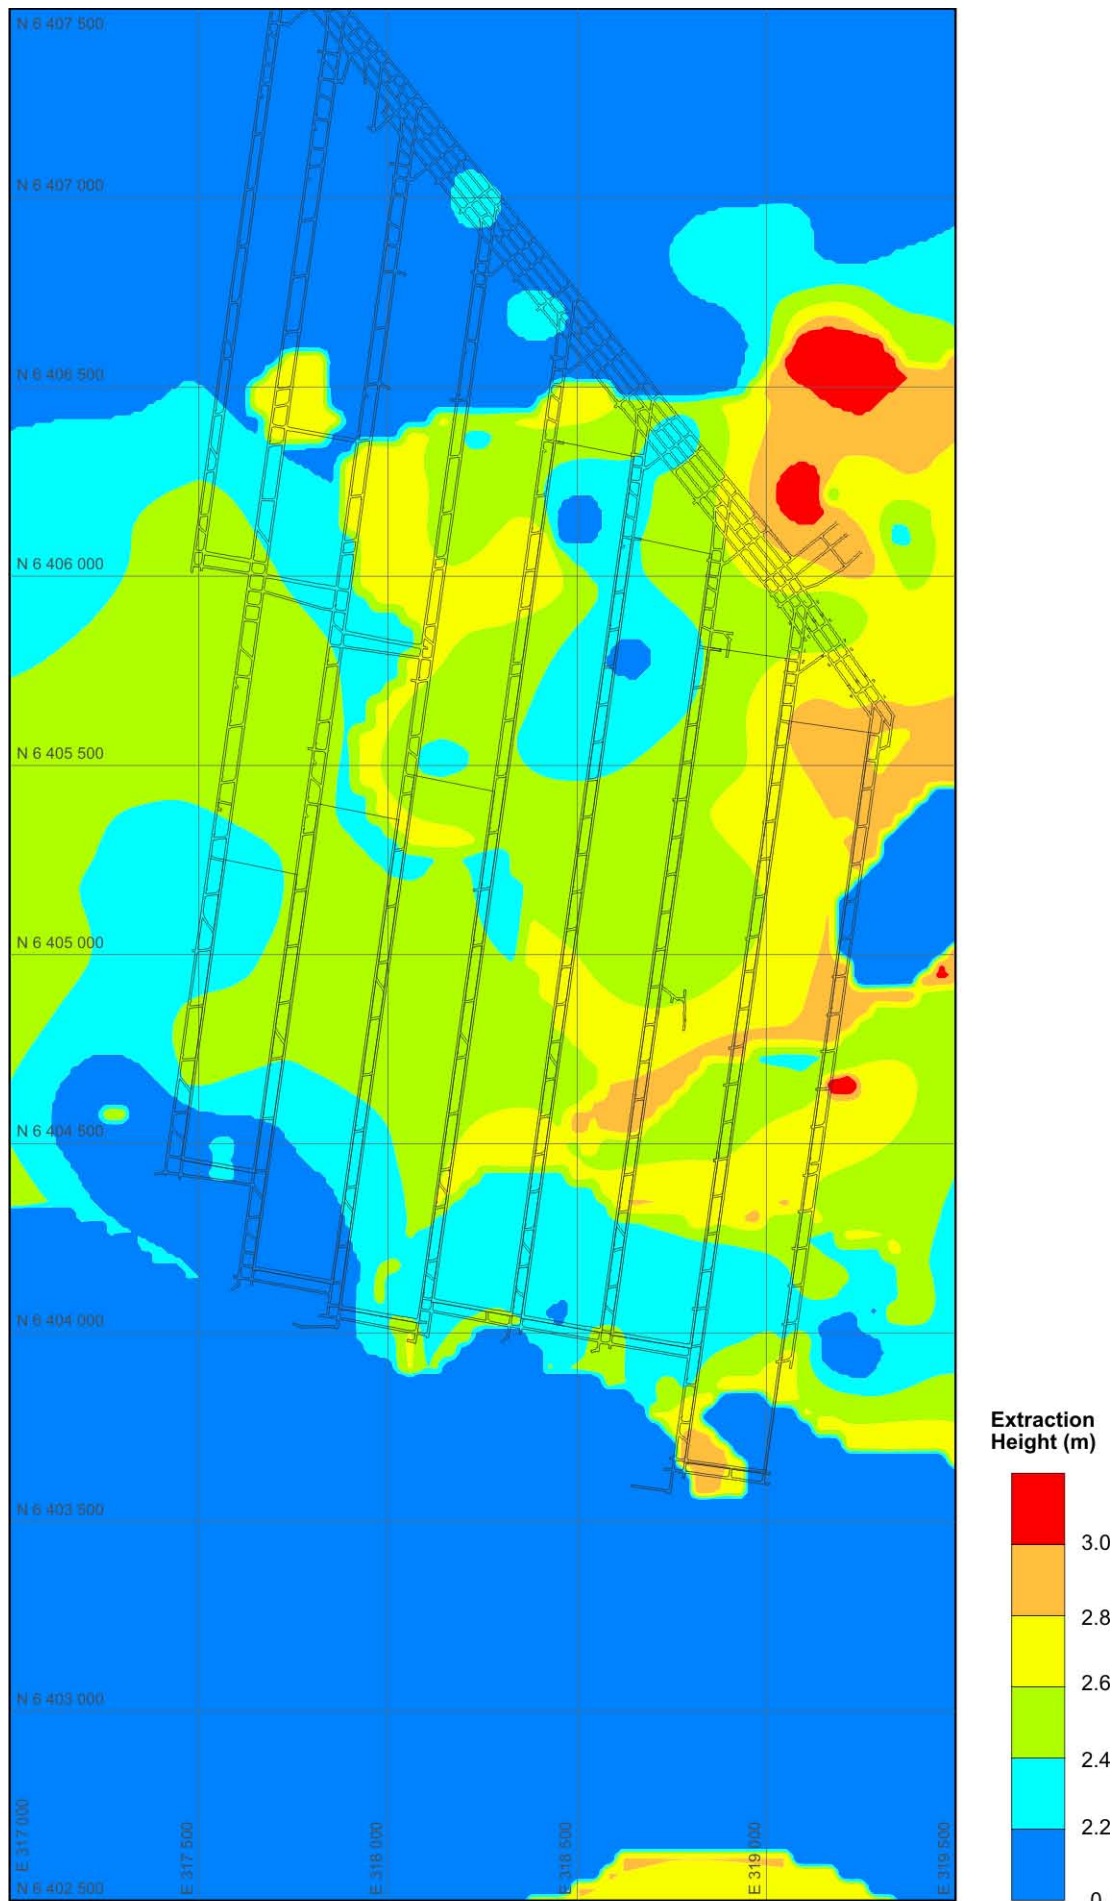 N 6 407 500
N 6 407 000
N 6 406 500
N 6 406 000
N 6 405 500
N 6 405 000
N 6 404 500
N 6 404 000
N 6 403 500
N 6 403 000
N 6 402 500
E 317 000
E 317 500
E 318 000
E 318 500
E 319 000
E 319 500
Extraction
Height (m)
3.0
2.8
2.6
2.4
2.2
0